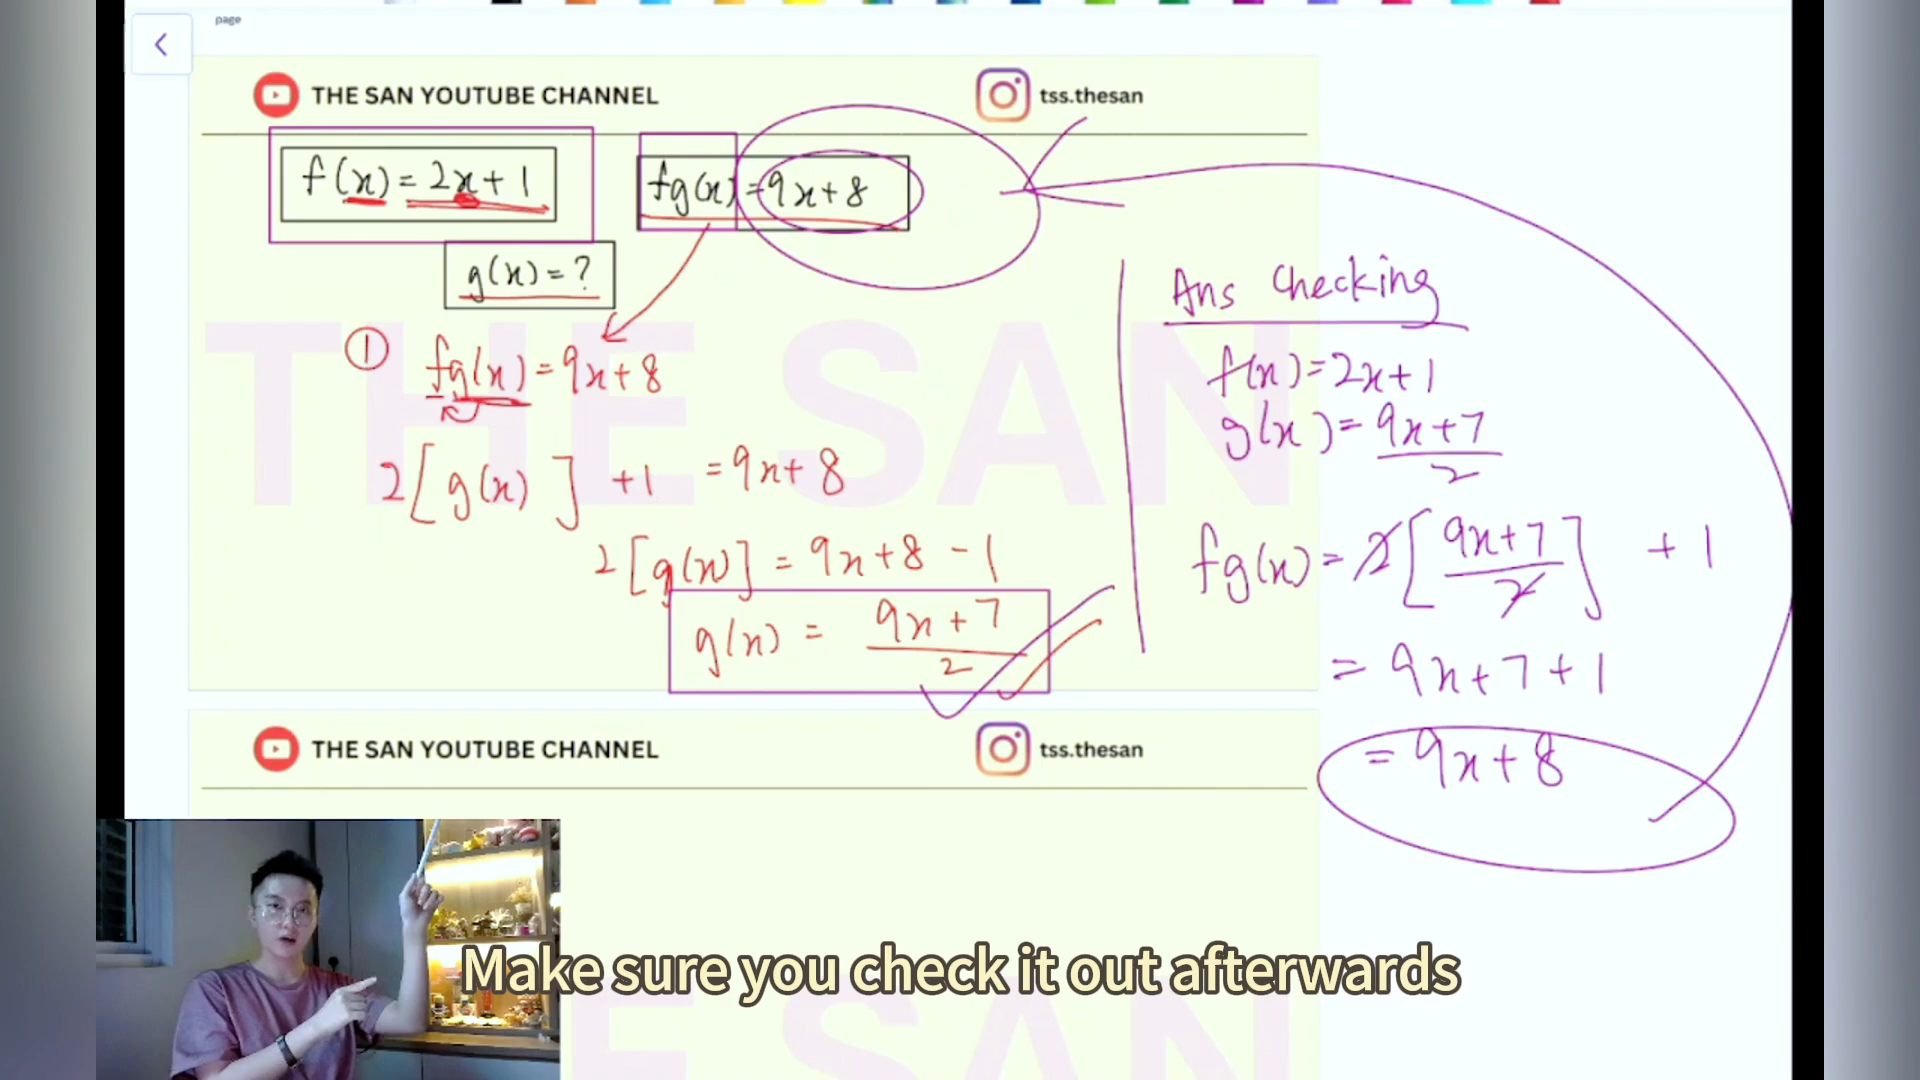 page
THE SAN YOUTUBE CHANNEL
tss.thesan
f(x) = 2x + 1
fg(x) = 9x + 8
g(x) = ?
① fg(x) = 9x + 8
2[g(x)] + 1 = 9x + 8
2[g(x)] = 9x + 8 - 1
g(x) = (9x + 7)/2
Ans Checking
f(x) = 2x + 1
g(x) = (9x + 7)/2
fg(x) = 2[(9x + 7)/2] + 1
= 9x + 7 + 1
= 9x + 8
THE SAN
THE SAN YOUTUBE CHANNEL
tss.thesan
Make sure you check it out afterwards
E SAN